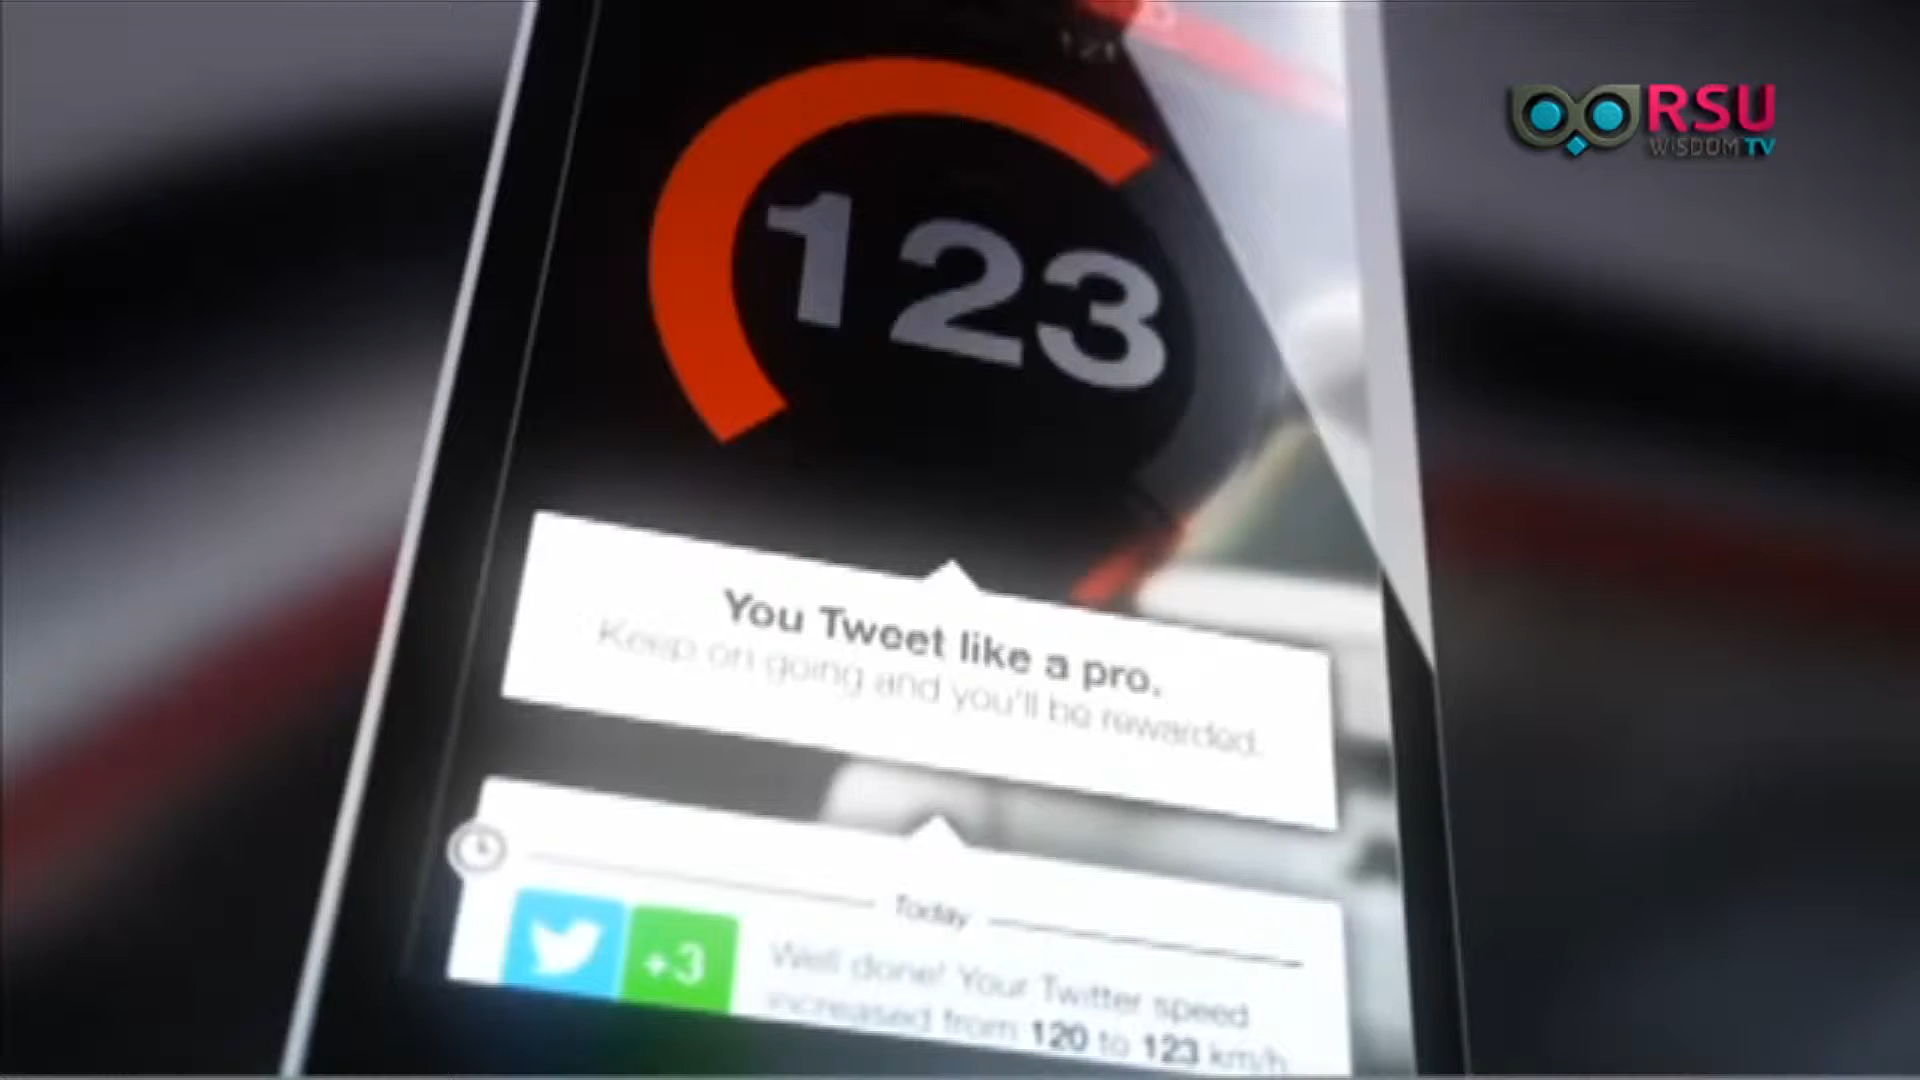 RSU
WISDOM TV
121
123
You Tweet like a pro.
Keep on going and you'll be rewarded.
Today
+3
Well done! Your Twitter speed
increased from 120 to 123 km/h